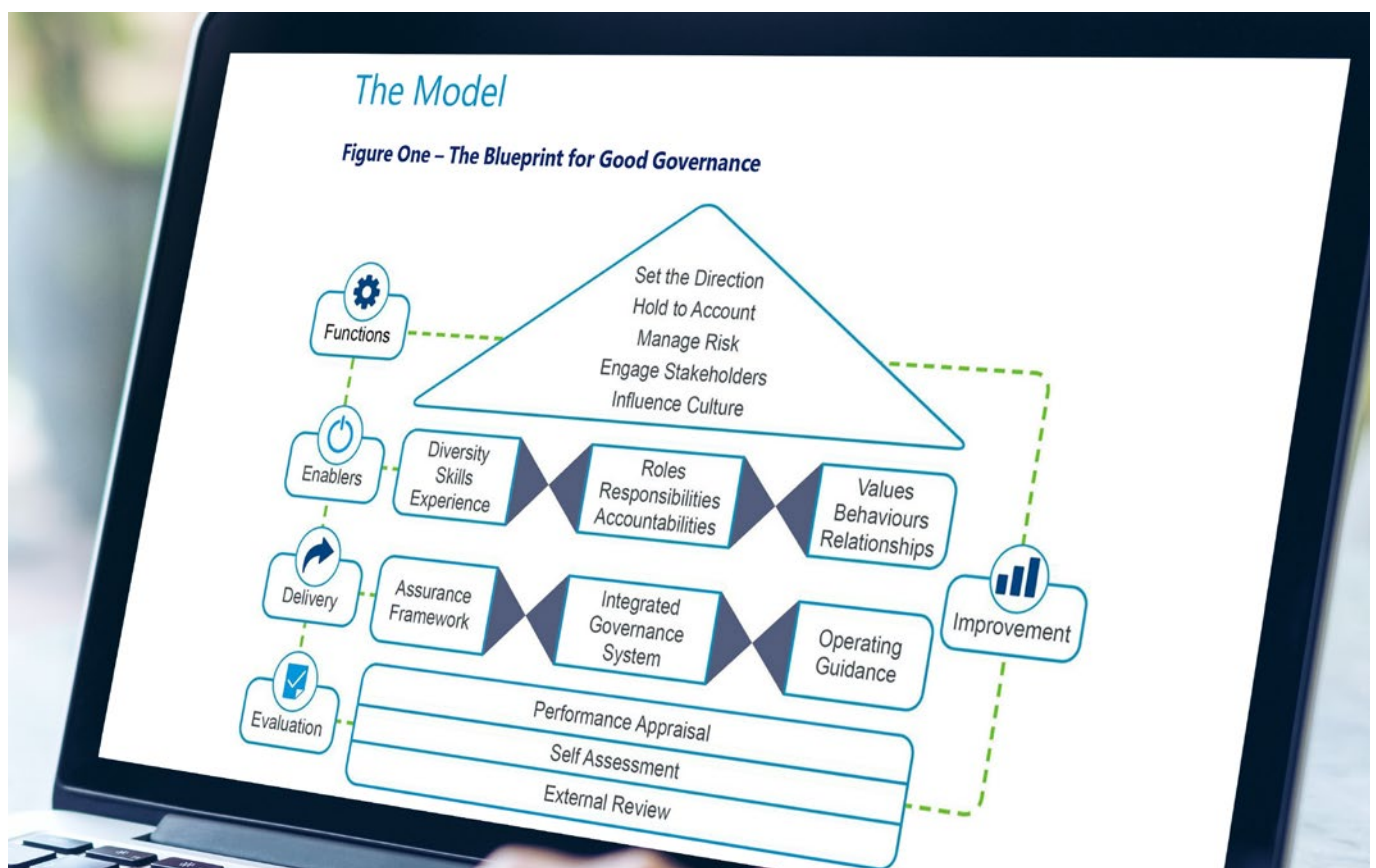 The Model
Figure One – The Blueprint for Good Governance
Functions
Set the Direction
Hold to Account
Manage Risk
Engage Stakeholders
Influence Culture
Enablers
Diversity
Skills
Experience
Roles
Responsibilities
Accountabilities
Values
Behaviours
Relationships
Delivery
Assurance
Framework
Integrated
Governance
System
Operating
Guidance
Improvement
Evaluation
Performance Appraisal
Self Assessment
External Review